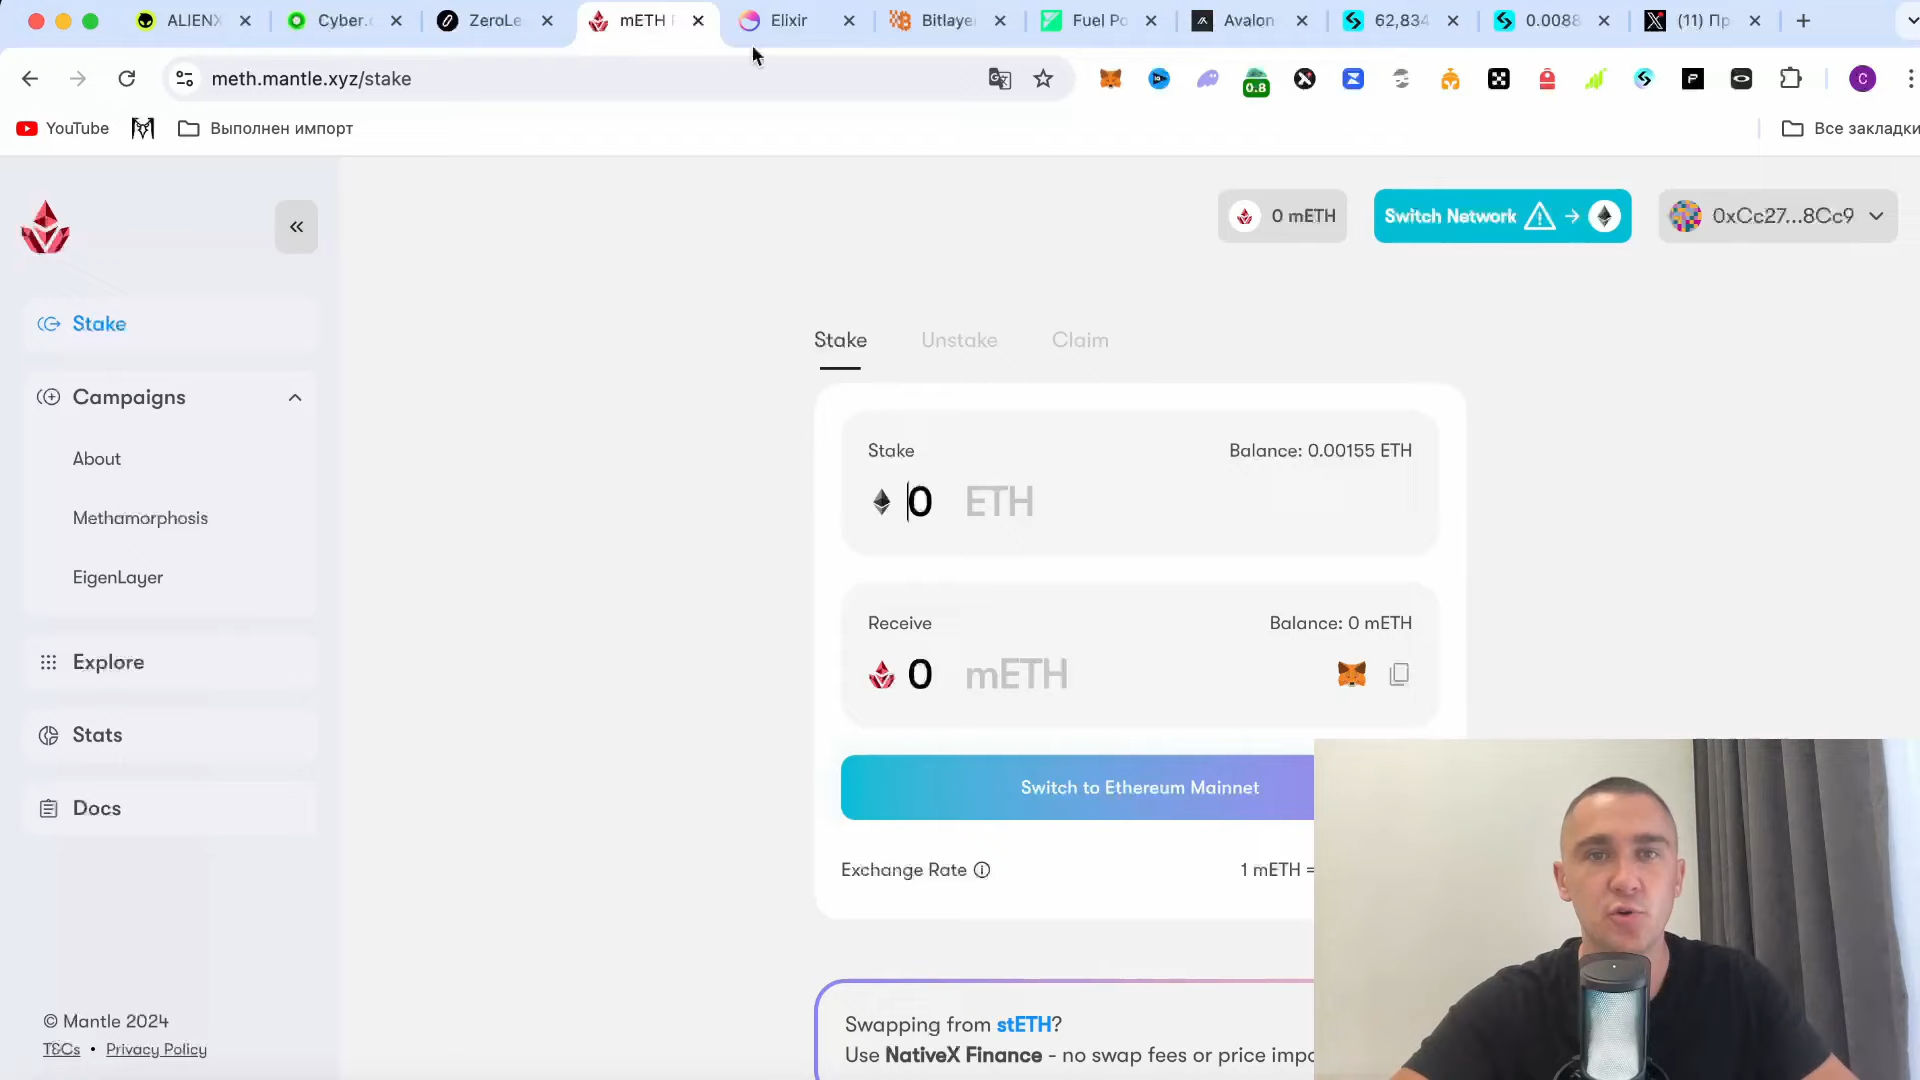 ALIENX
Cyber.
ZeroLe
mETH
Elixir
Bitlaye
Fuel Po
Avalon
62,834
0.0088
(11) Пр
meth.mantle.xyz/stake
0.8
C
YouTube
Выполнен импорт
Все закладки
0 mETH
Switch Network
0xCc27...8Cc9
Stake
Campaigns
About
Methamorphosis
EigenLayer
Explore
Stats
Docs
© Mantle 2024
T&Cs • Privacy Policy
Stake Unstake Claim
Stake Balance: 0.00155 ETH
0 ETH
Receive Balance: 0 mETH
0 mETH
Switch to Ethereum Mainnet
Exchange Rate 1 mETH =
Swapping from stETH?
Use NativeX Finance - no swap fees or price impo